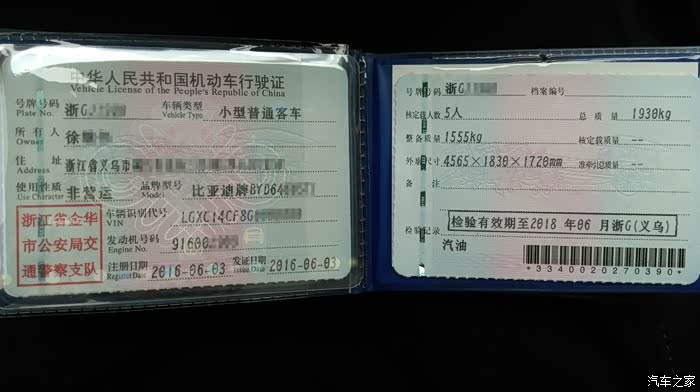 中华人民共和国机动车行驶证
Vehicle License of the People's Republic of China
号牌号码 浙G 车辆类型 小型普通客车
Plate No. Vehicle Type
所有人 徐
Owner
住址 浙江省义乌市
Address
使用性质 非营运 品牌型号 比亚迪牌BYD64
Use Character Model
浙江省金华
市公安局交
通警察支队
车辆识别代号 LGXC14CF8G
VIN
发动机号码 91600
Engine No.
注册日期 2016-06-03 发证日期 2016-06-03
Register Date Issue Date
号牌号码 浙G 档案编号
核定载数 5人 总质量 1930kg
整备质量 1555kg 核定载质量 --
外廓尺寸 4565×1830×1720mm 准牵引总质量 --
备注
检验记录 检验有效期至2018年06月浙G(义乌)
汽油
*3340020270390*
汽车之家